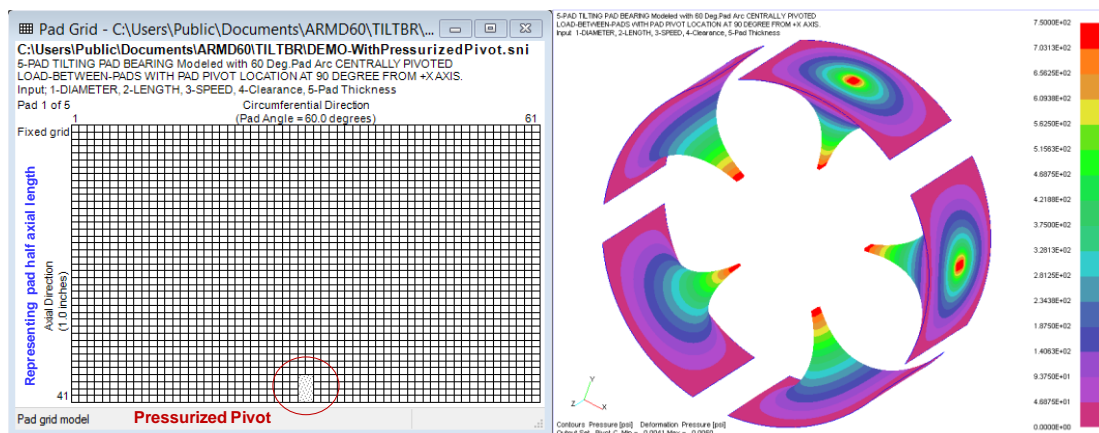 Pad Grid - C:\Users\Public\Documents\ARMD60\TILTBR\...
C:\Users\Public\Documents\ARMD60\TILTBR\DEMO-WithPressurizedPivot.sni
5-PAD TILTING PAD BEARING Modeled with 60 Deg.Pad Arc CENTRALLY PIVOTED
LOAD-BETWEEN-PADS WITH PAD PIVOT LOCATION AT 90 DEGREE FROM +X AXIS.
Input; 1-DIAMETER, 2-LENGTH, 3-SPEED, 4-Clearance, 5-Pad Thickness
Pad 1 of 5
Circumferential Direction
1 (Pad Angle = 60.0 degrees) 61
Fixed grid
Representing pad half axial length
Axial Direction
(1.0 inches)
41
Pad grid model
Pressurized Pivot
5-PAD TILTING PAD BEARING Modeled with 60 Deg.Pad Arc CENTRALLY PIVOTED.
LOAD-BETWEEN-PADS WITH PAD PIVOT LOCATION AT 90 DEGREE FROM +X AXIS.
Input 1-DIAMETER, 2-LENGTH, 3-SPEED, 4-Clearance, 5-Pad Thickness
7.5000E+02
7.0313E+02
6.5625E+02
6.0938E+02
5.6250E+02
5.1563E+02
4.6875E+02
4.2188E+02
3.7500E+02
3.2813E+02
2.8125E+02
2.3438E+02
1.8750E+02
1.4063E+02
9.3750E+01
4.6875E+01
0.0000E+00
Y
Z
X
Contours Pressure [psi] Deformation Pressure [psi]